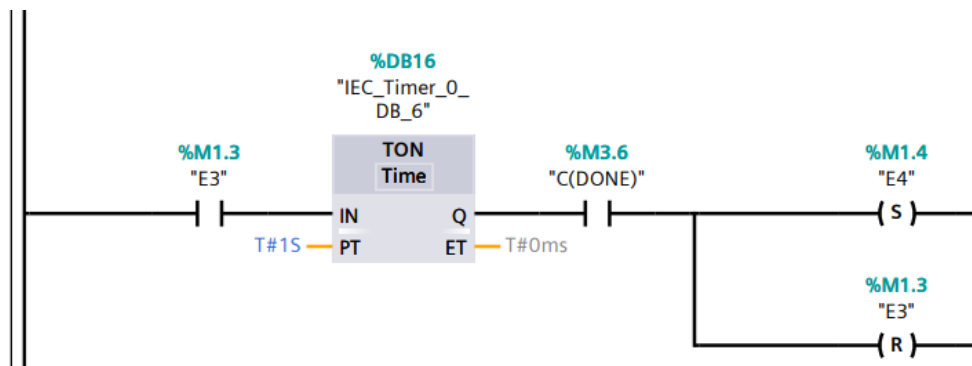 %DB16
"IEC_Timer_0_
DB_6"
%M1.3
"E3"
TON
Time
%M3.6
"C(DONE)"
%M1.4
"E4"
IN
Q
S
T#1S
PT
ET
T#0ms
%M1.3
"E3"
R